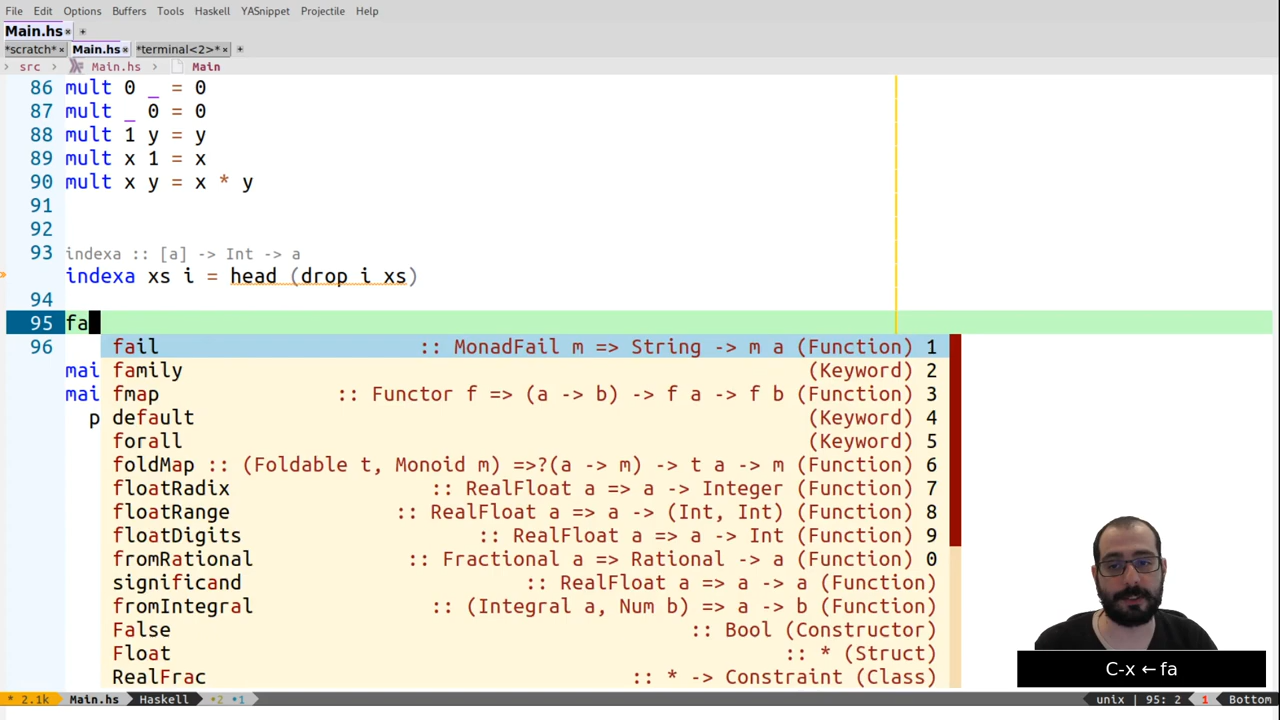 File Edit Options Buffers Tools Haskell YASnippet Projectile Help
Main.hs × +
*scratch* × Main.hs × *terminal<2>* × +
› src › Main.hs › Main
86 mult 0 _ = 0
87 mult _ 0 = 0
88 mult 1 y = y
89 mult x 1 = x
90 mult x y = x * y
91
92
93 indexa :: [a] -> Int -> a
indexa xs i = head (drop i xs)
94
95 fa
96 fail :: MonadFail m => String -> m a (Function) 1
mai family (Keyword) 2
mai fmap :: Functor f => (a -> b) -> f a -> f b (Function) 3
p default (Keyword) 4
forall (Keyword) 5
foldMap :: (Foldable t, Monoid m) =>?(a -> m) -> t a -> m (Function) 6
floatRadix :: RealFloat a => a -> Integer (Function) 7
floatRange :: RealFloat a => a -> (Int, Int) (Function) 8
floatDigits :: RealFloat a => a -> Int (Function) 9
fromRational :: Fractional a => Rational -> a (Function) 0
significand :: RealFloat a => a -> a (Function)
fromIntegral :: (Integral a, Num b) => a -> b (Function)
False :: Bool (Constructor)
Float :: * (Struct)
RealFrac :: * -> Constraint (Class)
C-x ← fa
* 2.1k Main.hs Haskell •2 •1 unix 95: 2 1 Bottom